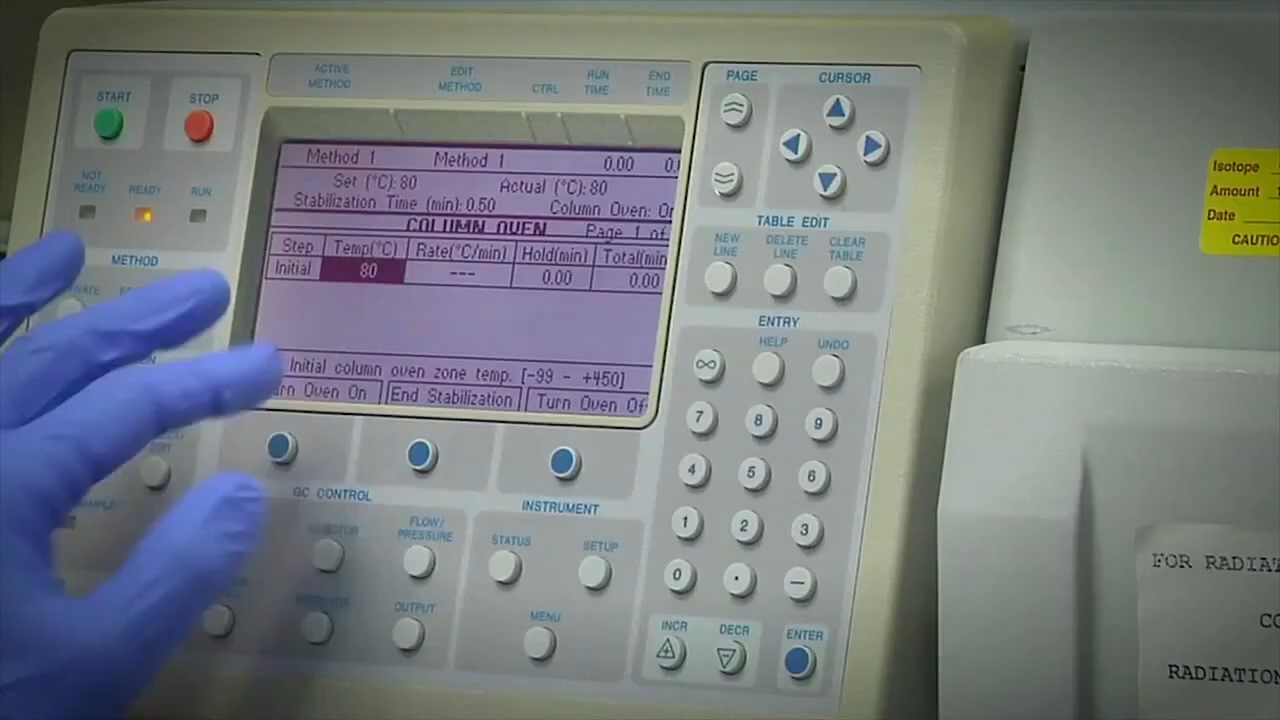 ACTIVE METHOD
EDIT METHOD
CTRL
RUN TIME
END TIME
START
STOP
NOT READY
READY
RUN
METHOD
Method 1 Method 1 0.00
Set (°C): 80 Actual (°C): 80
Stabilization Time (min): 0.50 Column Oven:
COLUMN OVEN Page 1 of
Step Temp(°C) Rate(°C/min) Hold(min) Total(min
Initial 80 --- 0.00 0.00
Initial column oven zone temp. [-99 - +450]
Oven On End Stabilization Turn Oven
PAGE
CURSOR
TABLE EDIT
NEW LINE
DELETE LINE
CLEAR TABLE
ENTRY
HELP
UNDO
∞
7 8 9
4 5 6
1 2 3
0 . —
INCR
DECR
ENTER
GC CONTROL
FLOW/
PRESSURE
OUTPUT
INSTRUMENT
STATUS
SETUP
MENU
Isotope
Amount
Date
FOR
RADIATION